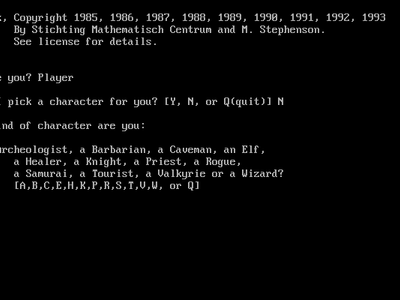 , Copyright 1985, 1986, 1987, 1988, 1989, 1990, 1991, 1992, 1993
By Stichting Mathematisch Centrum and M. Stephenson.
See license for details.
you? Player
pick a character for you? [Y, N, or Q(quit)] N
nd of character are you:
rcheologist, a Barbarian, a Caveman, an Elf,
a Healer, a Knight, a Priest, a Rogue,
a Samurai, a Tourist, a Valkyrie or a Wizard?
[A,B,C,E,H,K,P,R,S,T,V,W, or Q]